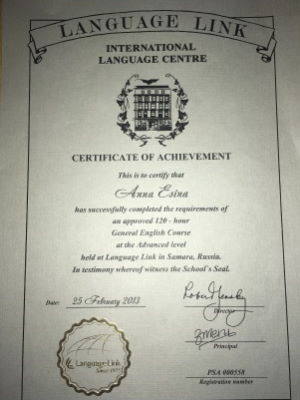 LANGUAGE LINK
INTERNATIONAL
LANGUAGE CENTRE
CERTIFICATE OF ACHIEVEMENT
This is to certify that
Anna Esina
has successfully completed the requirements of
an approved 120 - hour
General English Course
at the Advanced level
held at Language Link in Samara, Russia.
In testimony whereof witness the School's Seal.
Date: 25 February 2013
Director
Principal
Language-Link
Since 1975
PSA 000558
Registration number